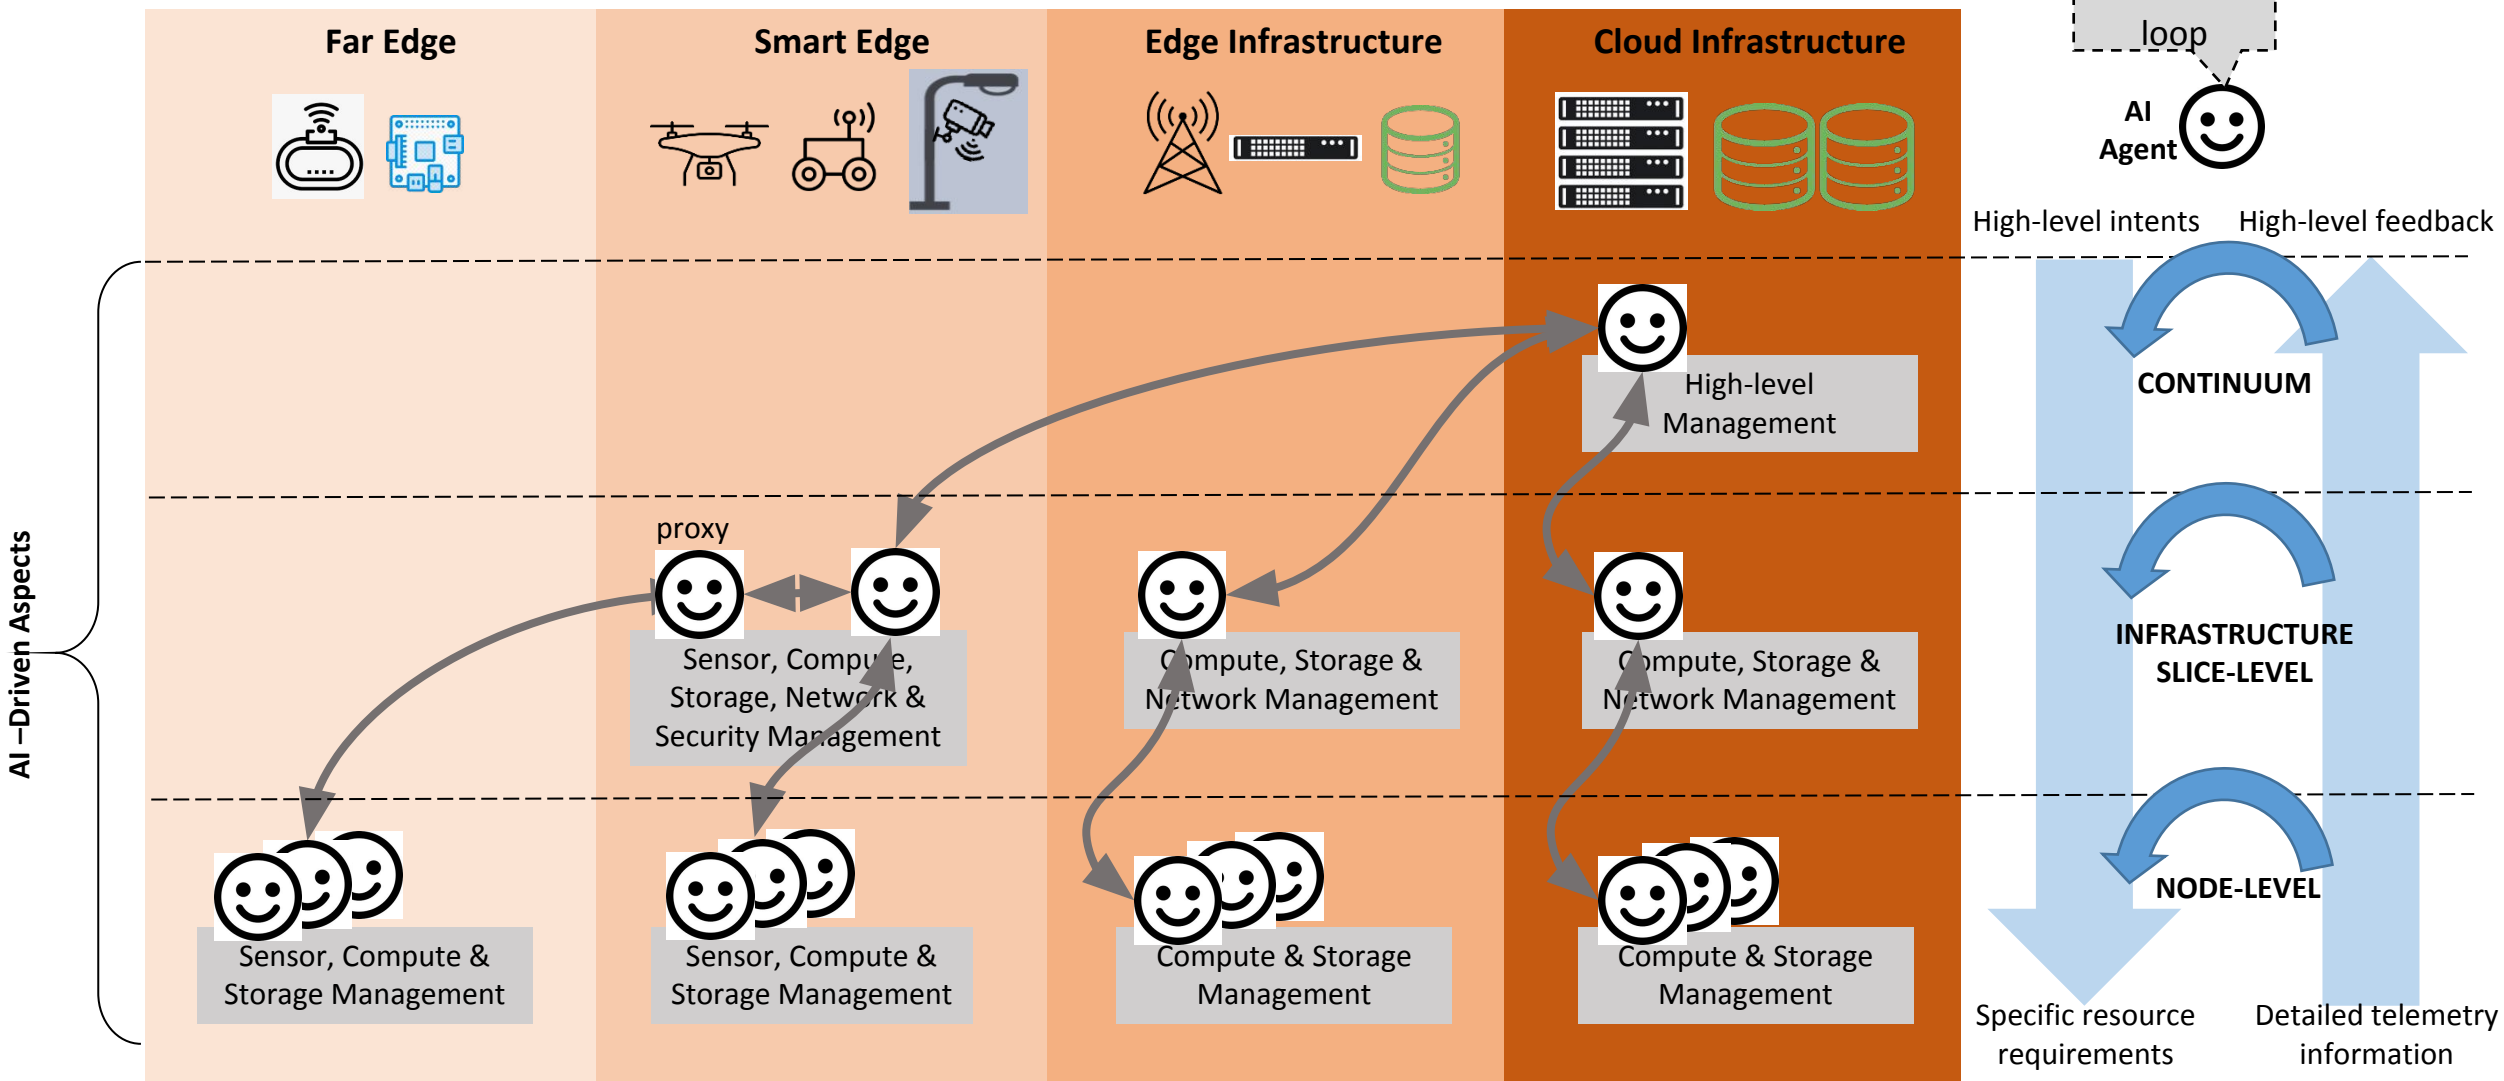 Far Edge
Smart Edge
Edge Infrastructure
Cloud Infrastructure
loop
AI
Agent
High-level intents
High-level feedback
AI –Driven Aspects
High-level
Management
CONTINUUM
proxy
Sensor, Compute,
Storage, Network &
Security Management
Compute, Storage &
Network Management
Compute, Storage &
Network Management
INFRASTRUCTURE
SLICE-LEVEL
Sensor, Compute &
Storage Management
Sensor, Compute &
Storage Management
Compute & Storage
Management
Compute & Storage
Management
NODE-LEVEL
Specific resource
requirements
Detailed telemetry
information